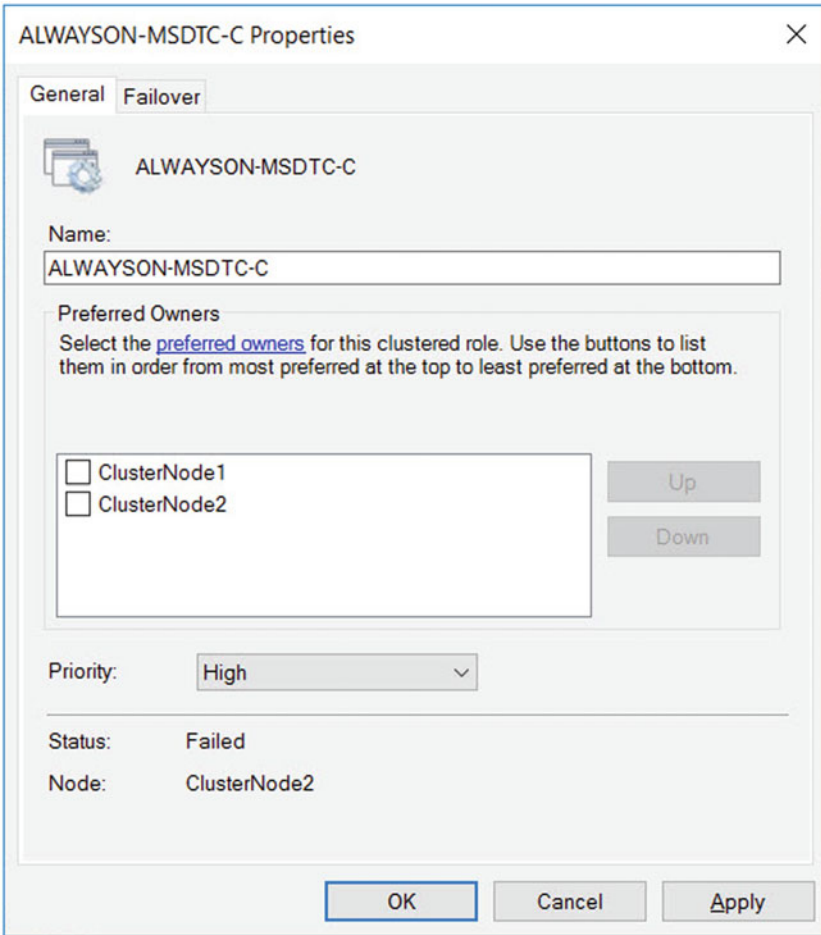 ALWAYSON-MSDTC-C Properties
General Failover
ALWAYSON-MSDTC-C
Name:
ALWAYSON-MSDTC-C
Preferred Owners
Select the preferred owners for this clustered role. Use the buttons to list
them in order from most preferred at the top to least preferred at the bottom.
ClusterNode1
ClusterNode2
Up
Down
Priority: High
Status: Failed
Node: ClusterNode2
OK Cancel Apply